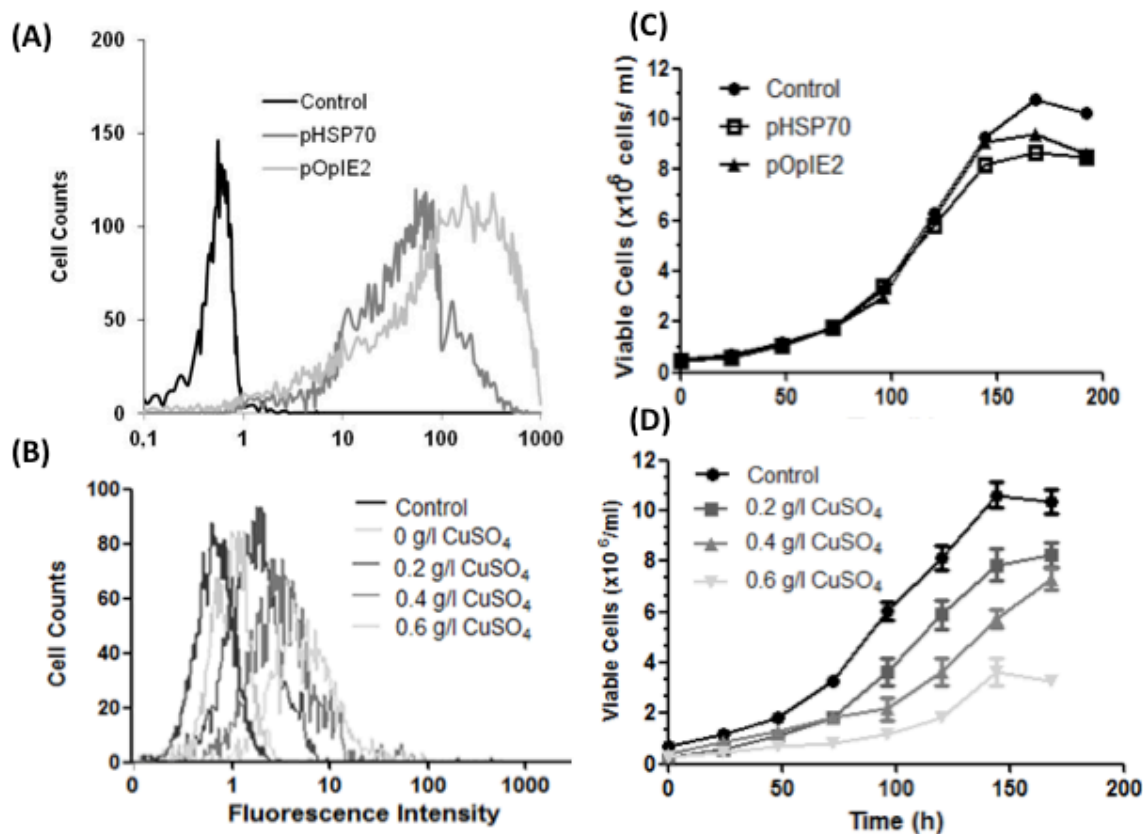 (A)
200
150
100
50
0
Cell Counts
Control
pHSP70
pOpIE2
0,1 1 10 100 1000
(B)
100
80
60
40
20
0
Cell Counts
Control
0 g/l CuSO₄
0.2 g/l CuSO₄
0.4 g/l CuSO₄
0.6 g/l CuSO₄
0 1 10 100 1000
Fluorescence Intensity
(C)
12
10
8
6
4
2
0
Viable Cells (x10⁶ cells/ ml)
Control
pHSP70
pOpIE2
0 50 100 150 200
(D)
12
10
8
6
4
2
0
Viable Cells (x10⁶/ml)
Control
0.2 g/l CuSO₄
0.4 g/l CuSO₄
0.6 g/l CuSO₄
0 50 100 150 200
Time (h)